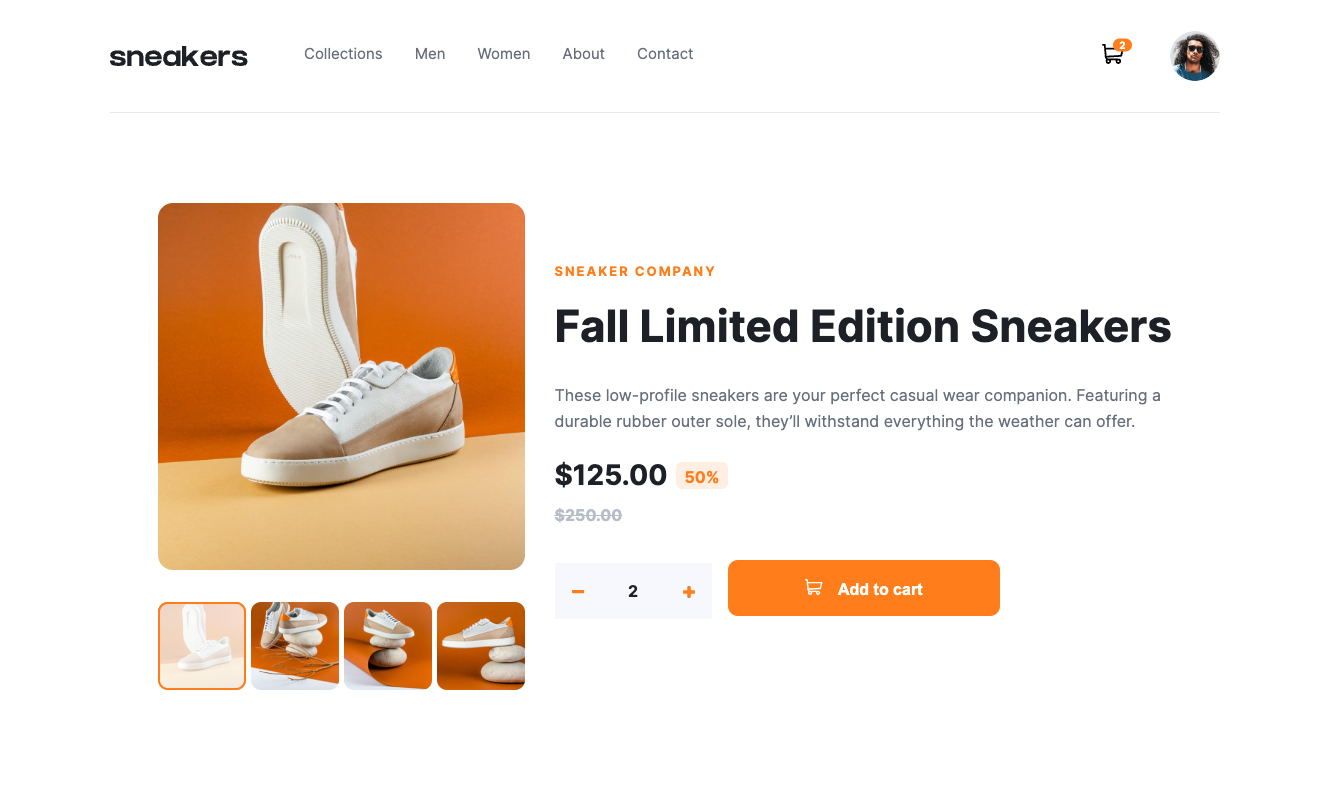 sneakers
Collections Men Women About Contact
2
SNEAKER COMPANY
Fall Limited Edition Sneakers
These low-profile sneakers are your perfect casual wear companion. Featuring a
durable rubber outer sole, they’ll withstand everything the weather can offer.
$125.00 50%
$250.00
2
Add to cart